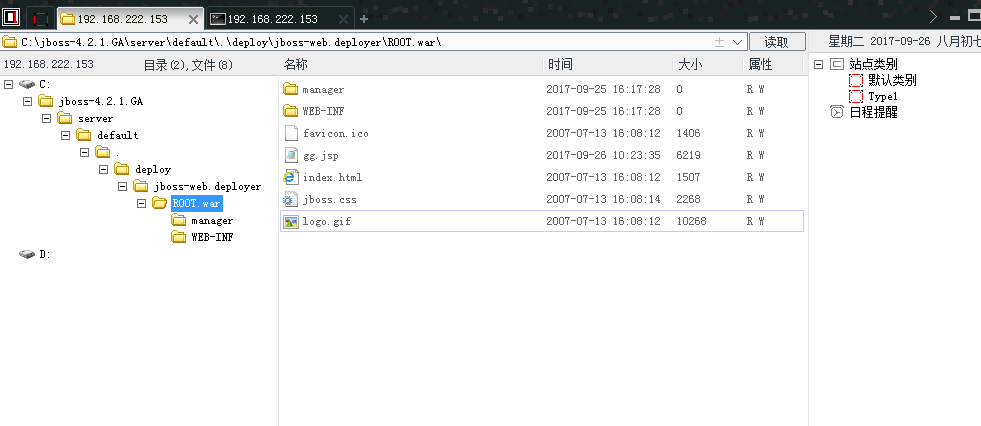 192.168.222.153
192.168.222.153
C:\jboss-4.2.1.GA\server\default\.\deploy\jboss-web.deployer\ROOT.war\
读取
星期二 2017-09-26 八月初七
192.168.222.153 目录(2),文件(8)
名称 时间 大小 属性
C:
jboss-4.2.1.GA
server
default
.
deploy
jboss-web.deployer
ROOT.war
manager
WEB-INF
D:
manager 2017-09-25 16:17:28 0 R W
WEB-INF 2017-09-25 16:17:28 0 R W
favicon.ico 2007-07-13 16:08:12 1406 R W
gg.jsp 2017-09-26 10:23:35 6219 R W
index.html 2007-07-13 16:08:12 1507 R W
jboss.css 2007-07-13 16:08:14 2268 R W
logo.gif 2007-07-13 16:08:12 10268 R W
站点类别
默认类别
Type1
日程提醒